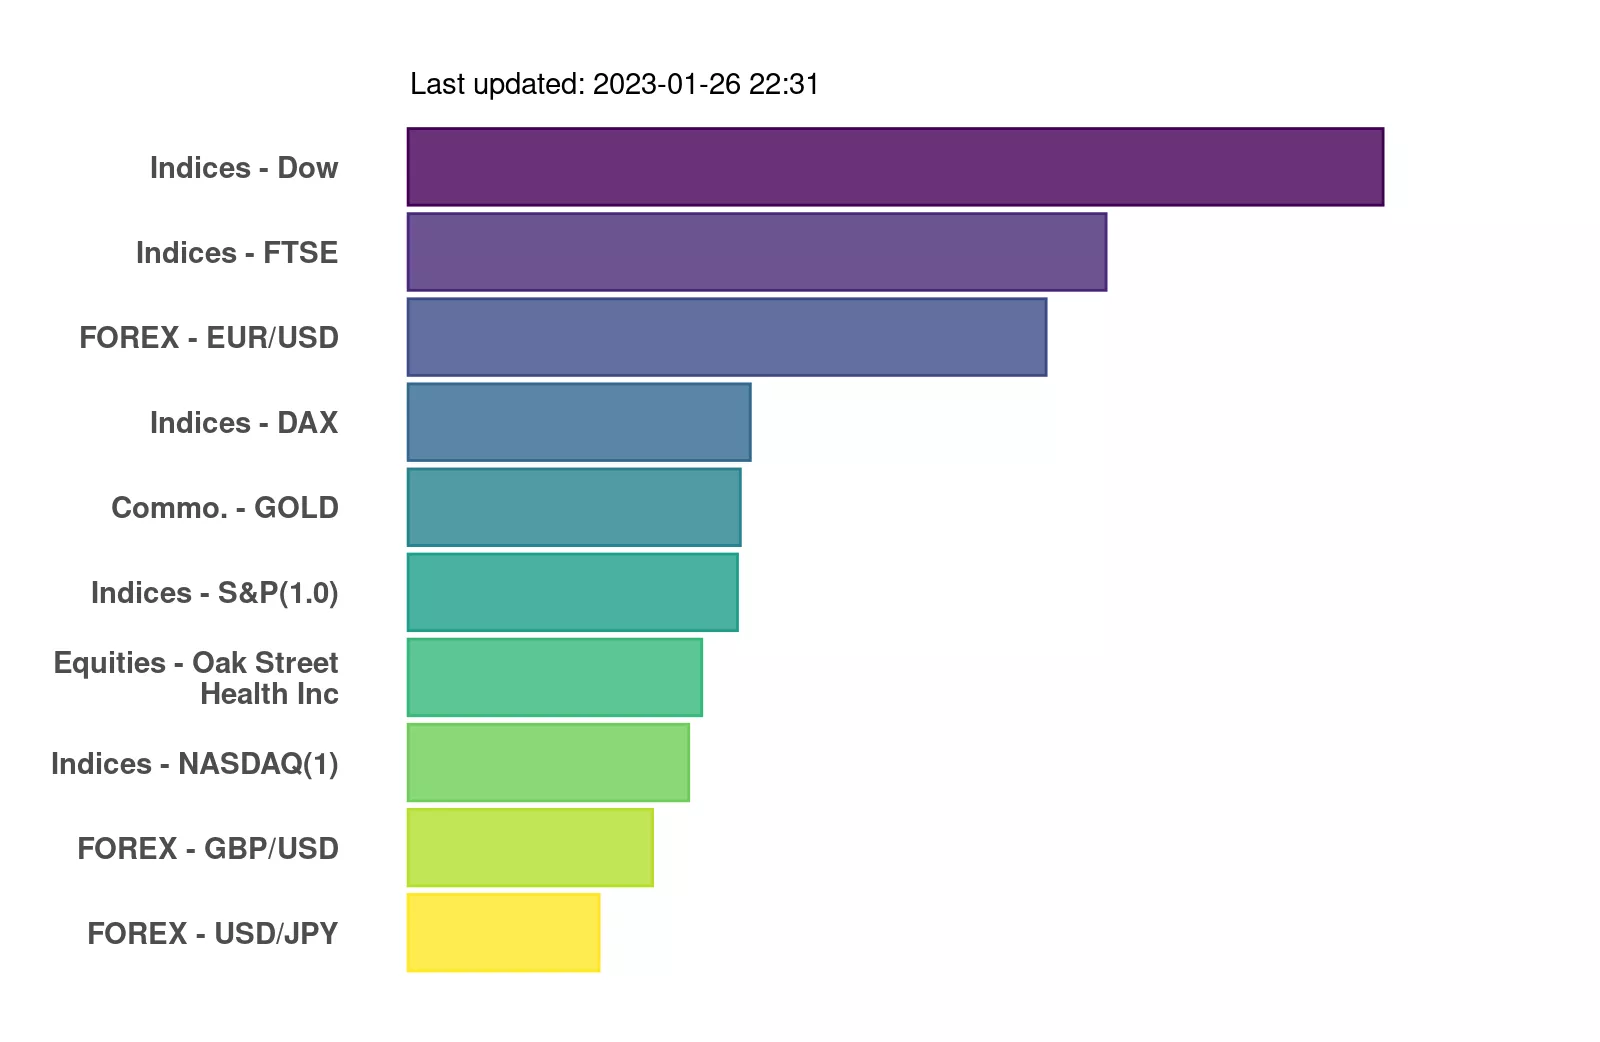 Last updated: 2023-01-26 22:31
Indices - Dow
Indices - FTSE
FOREX - EUR/USD
Indices - DAX
Commo. - GOLD
Indices - S&P(1.0)
Equities - Oak Street
Health Inc
Indices - NASDAQ(1)
FOREX - GBP/USD
FOREX - USD/JPY